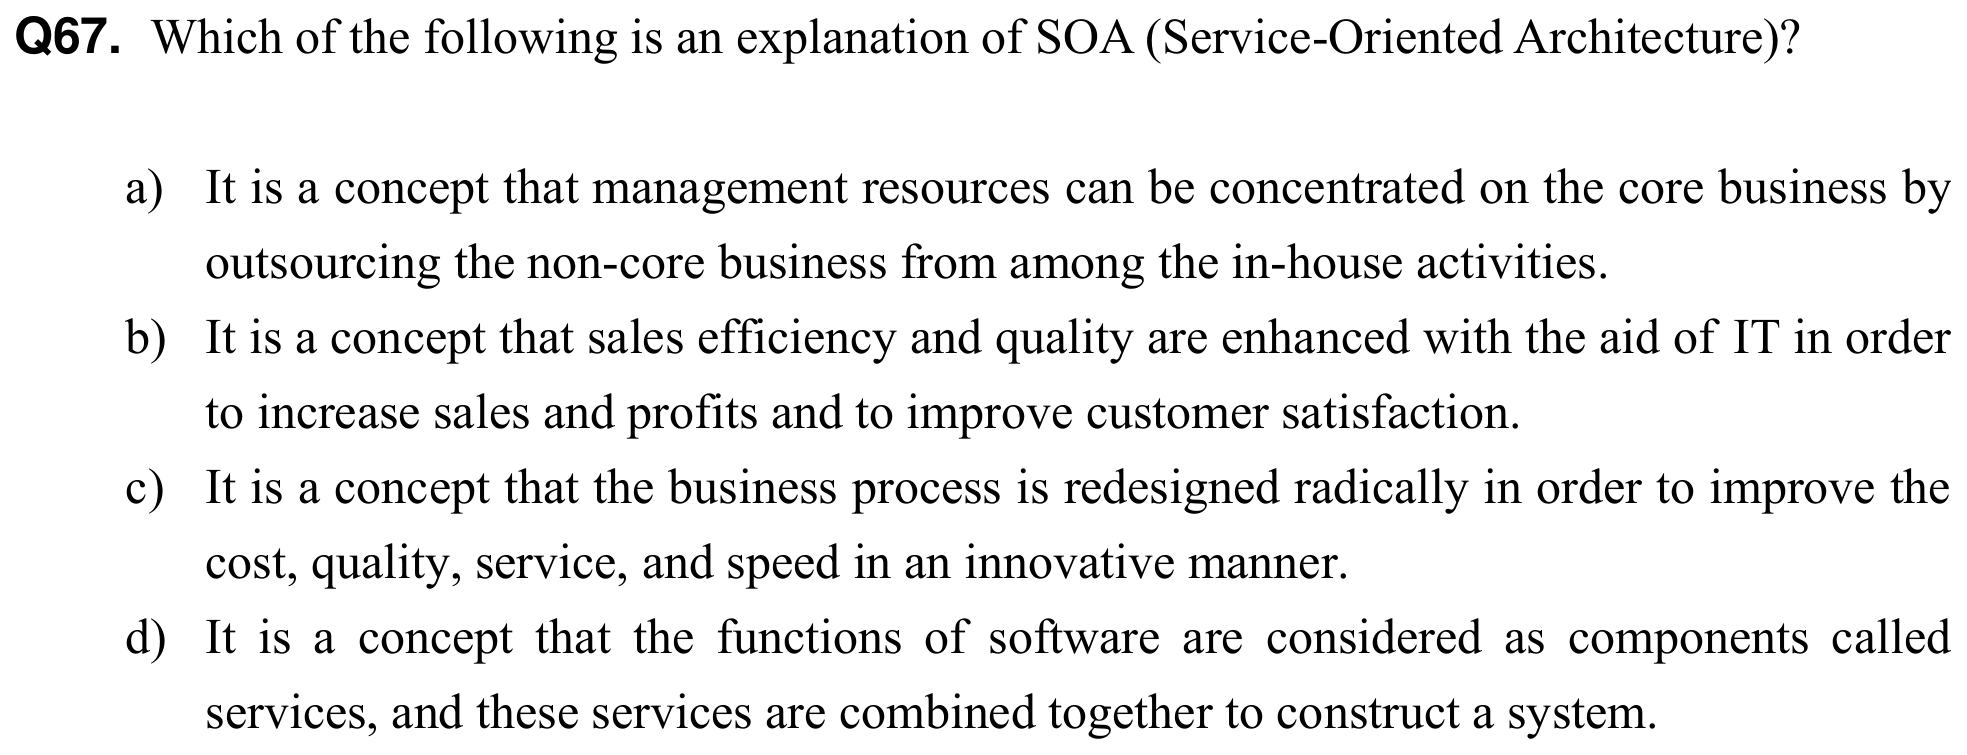 Q67. Which of the following is an explanation of SOA (Service-Oriented Architecture)?
a) It is a concept that management resources can be concentrated on the core business by
outsourcing the non-core business from among the in-house activities.
b) It is a concept that sales efficiency and quality are enhanced with the aid of IT in order
to increase sales and profits and to improve customer satisfaction.
c) It is a concept that the business process is redesigned radically in order to improve the
cost, quality, service, and speed in an innovative manner.
d) It is a concept that the functions of software are considered as components called
services, and these services are combined together to construct a system.